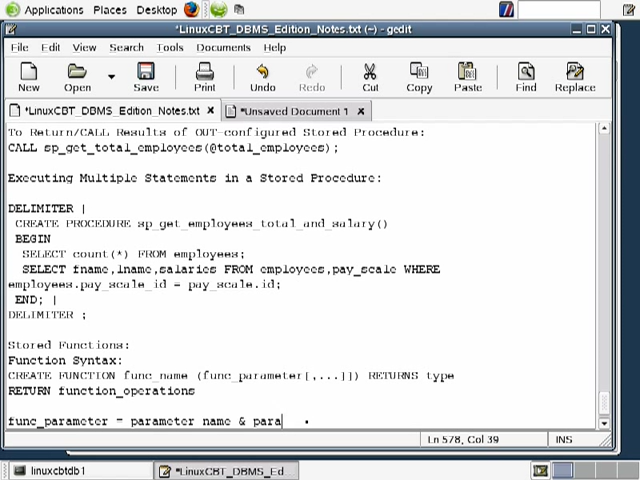 Applications Places Desktop
*LinuxCBT_DBMS_Edition_Notes.txt (~) - gedit
File Edit View Search Tools Documents Help
New Open Save Print Undo Redo Cut Copy Paste Find Replace
*LinuxCBT_DBMS_Edition_Notes.txt x *Unsaved Document 1 x
To Return/CALL Results of OUT-configured Stored Procedure:
CALL sp_get_total_employees(@total_employees);
Executing Multiple Statements in a Stored Procedure:
DELIMITER |
CREATE PROCEDURE sp_get_employees_total_and_salary()
BEGIN
SELECT count(*) FROM employees;
SELECT fname,lname,salaries FROM employees,pay_scale WHERE
employees.pay_scale_id = pay_scale.id;
END; |
DELIMITER ;
Stored Functions:
Function Syntax:
CREATE FUNCTION func_name (func_parameter[,...]]) RETURNS type
RETURN function_operations
func_parameter = parameter name & para
Ln 578, Col 39 INS
linuxcbtdb1 *LinuxCBT_DBMS_Ed...